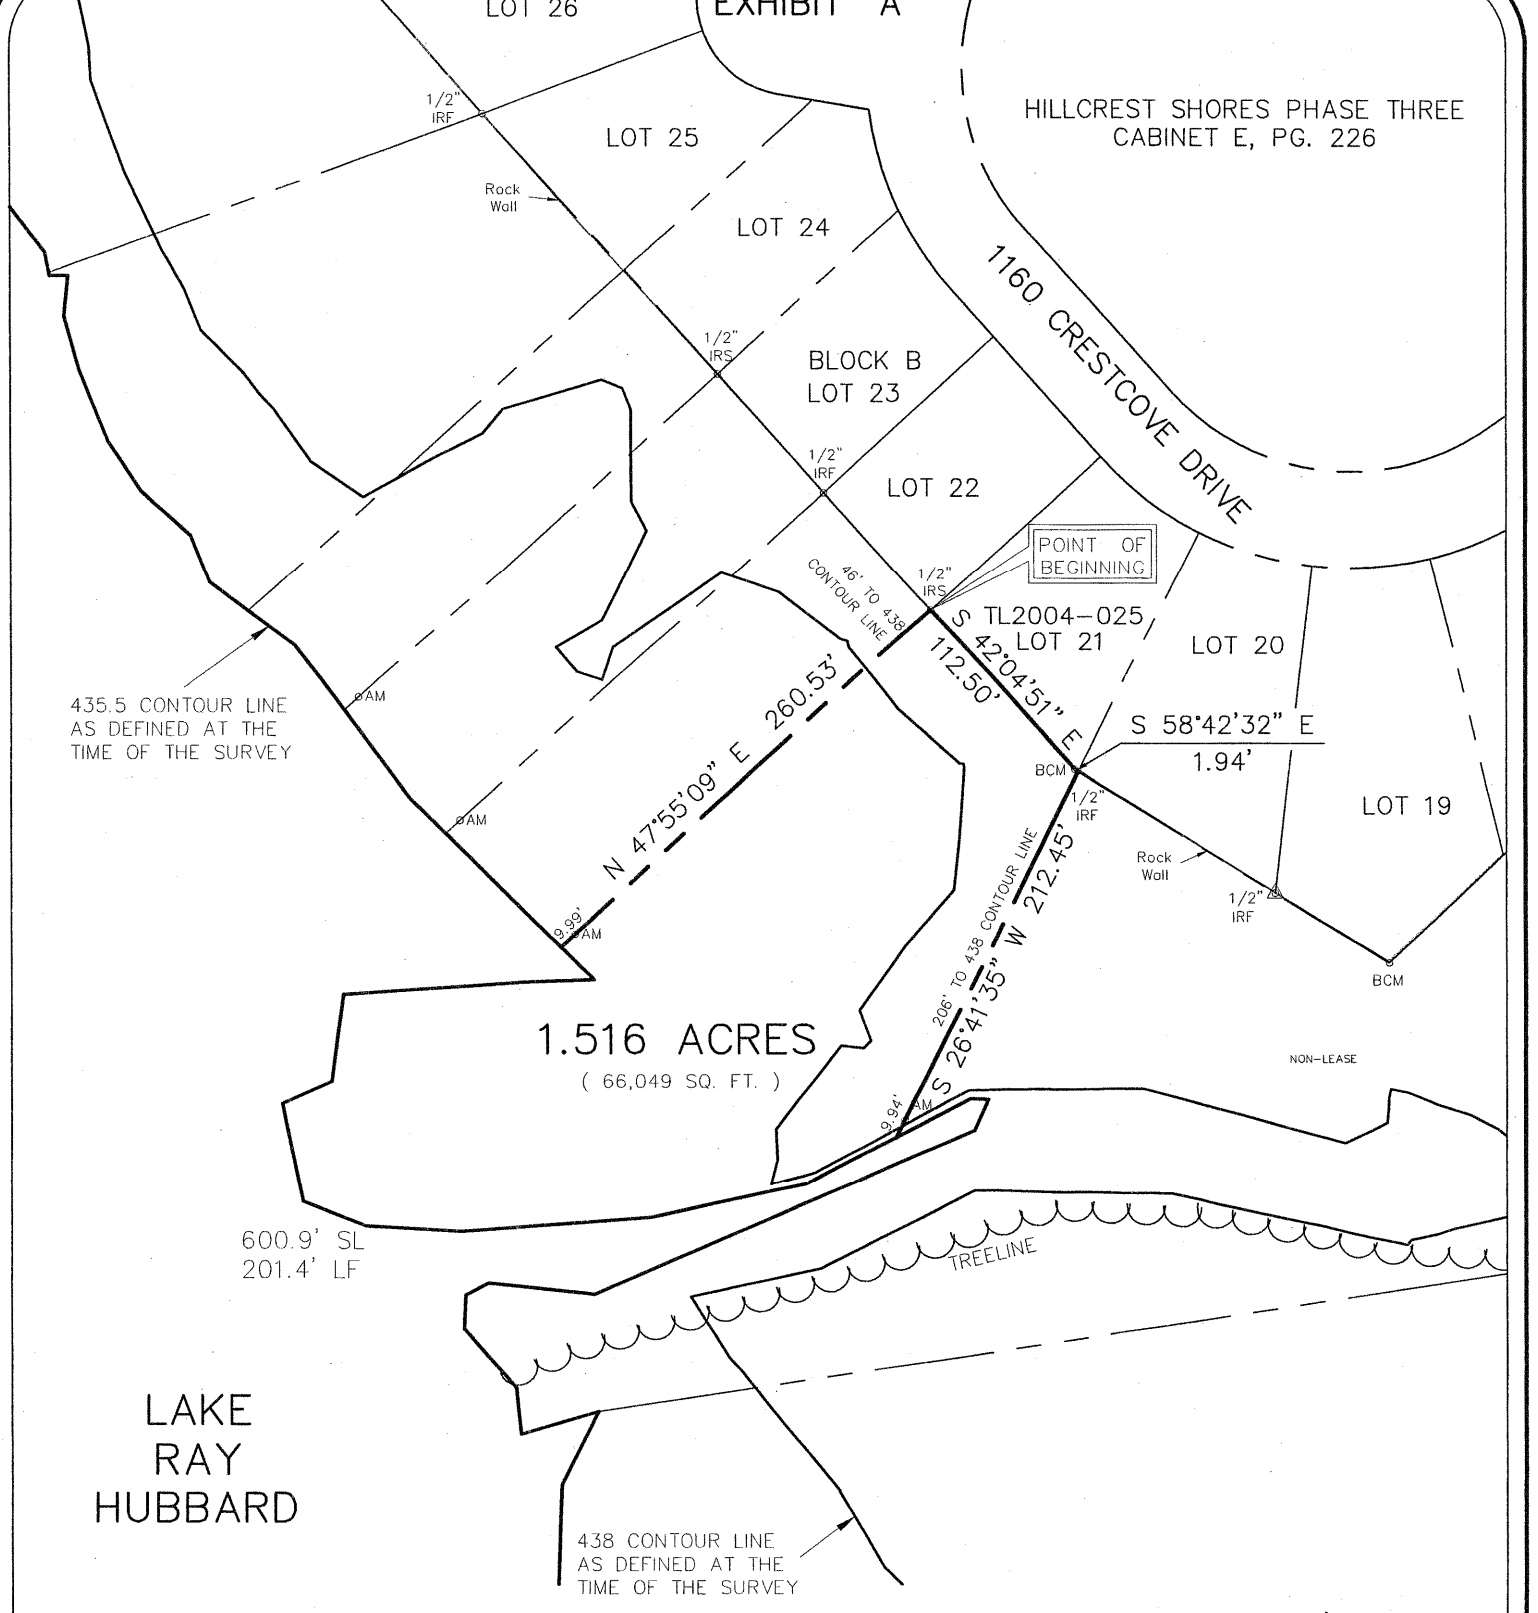 LOT 26
EXHIBIT "A"
HILLCREST SHORES PHASE THREE
CABINET E, PG. 226
1/2"
IRF
LOT 25
Rock
Wall
LOT 24
1160 CRESTCOVE DRIVE
1/2"
IRS
BLOCK B
LOT 23
1/2"
IRF
LOT 22
POINT OF
BEGINNING
46' TO 438
CONTOUR LINE
1/2"
IRS
TL2004-025
LOT 21
S 42°04'51" E
112.50'
LOT 20
N 47°55'09" E 260.53'
435.5 CONTOUR LINE
AS DEFINED AT THE
TIME OF THE SURVEY
AM
S 58°42'32" E
1.94'
BCM
1/2"
IRF
LOT 19
AM
Rock
Wall
206' TO 438 CONTOUR LINE
S 26°41'35" W 212.45'
1/2"
IRF
9.99'
AM
BCM
1.516 ACRES
( 66,049 SQ. FT. )
NON-LEASE
9.94'
AM
600.9' SL
201.4' LF
TREELINE
LAKE
RAY
HUBBARD
438 CONTOUR LINE
AS DEFINED AT THE
TIME OF THE SURVEY